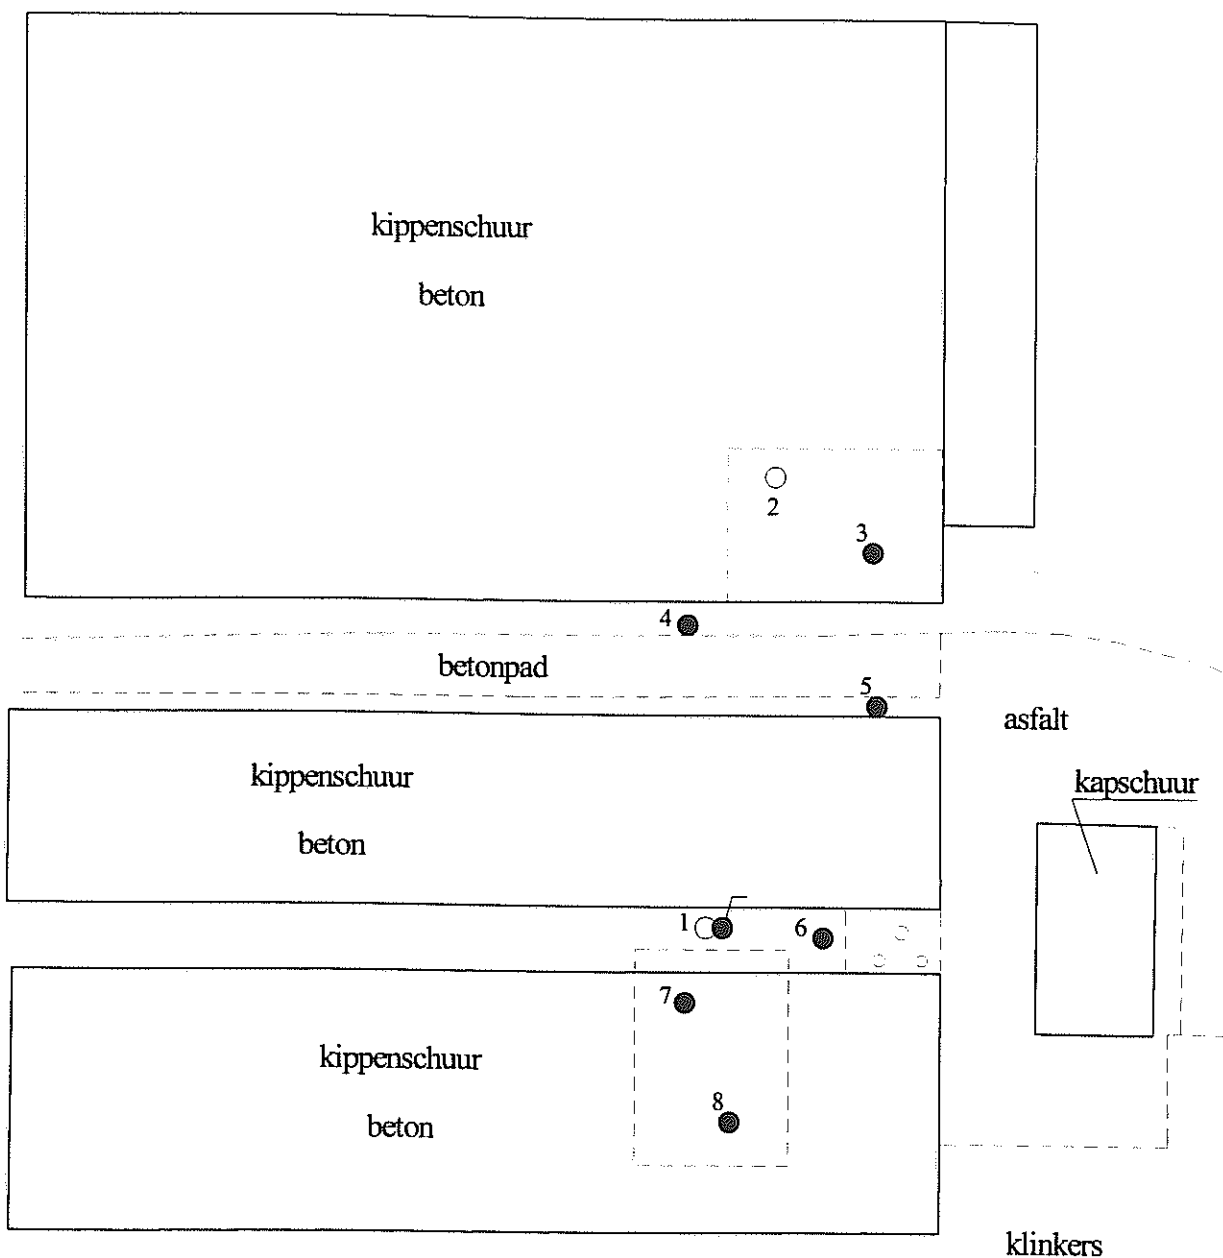 kippenschuur
beton
2
3
4
betonpad
5
asfalt
kippenschuur
kapschuur
beton
1
6
7
kippenschuur
8
beton
klinkers